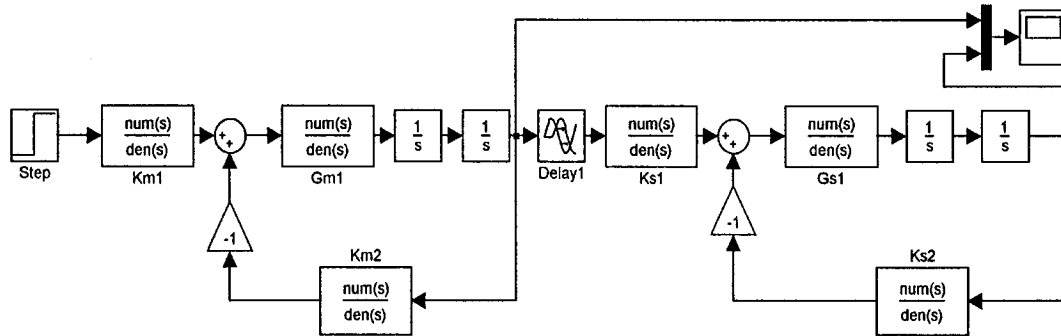 Step
num(s)
den(s)
Km1
+
+
num(s)
den(s)
Gm1
1
s
1
s
Delay1
num(s)
den(s)
Ks1
+
+
num(s)
den(s)
Gs1
1
s
1
s
-1
-1
Km2
num(s)
den(s)
Ks2
num(s)
den(s)